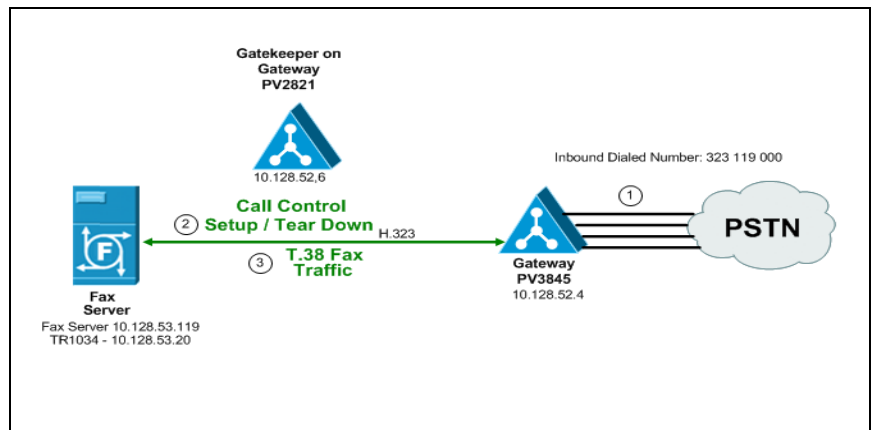 Gatekeeper on
Gateway
PV2821
10.128.52,6
Inbound Dialed Number: 323 119 000
1
Call Control
2
Setup / Tear Down
H.323
3
T.38 Fax
Traffic
PSTN
F
Gateway
PV3845
10.128.52.4
Fax
Server
Fax Server 10.128.53.119
TR1034 - 10.128.53.20